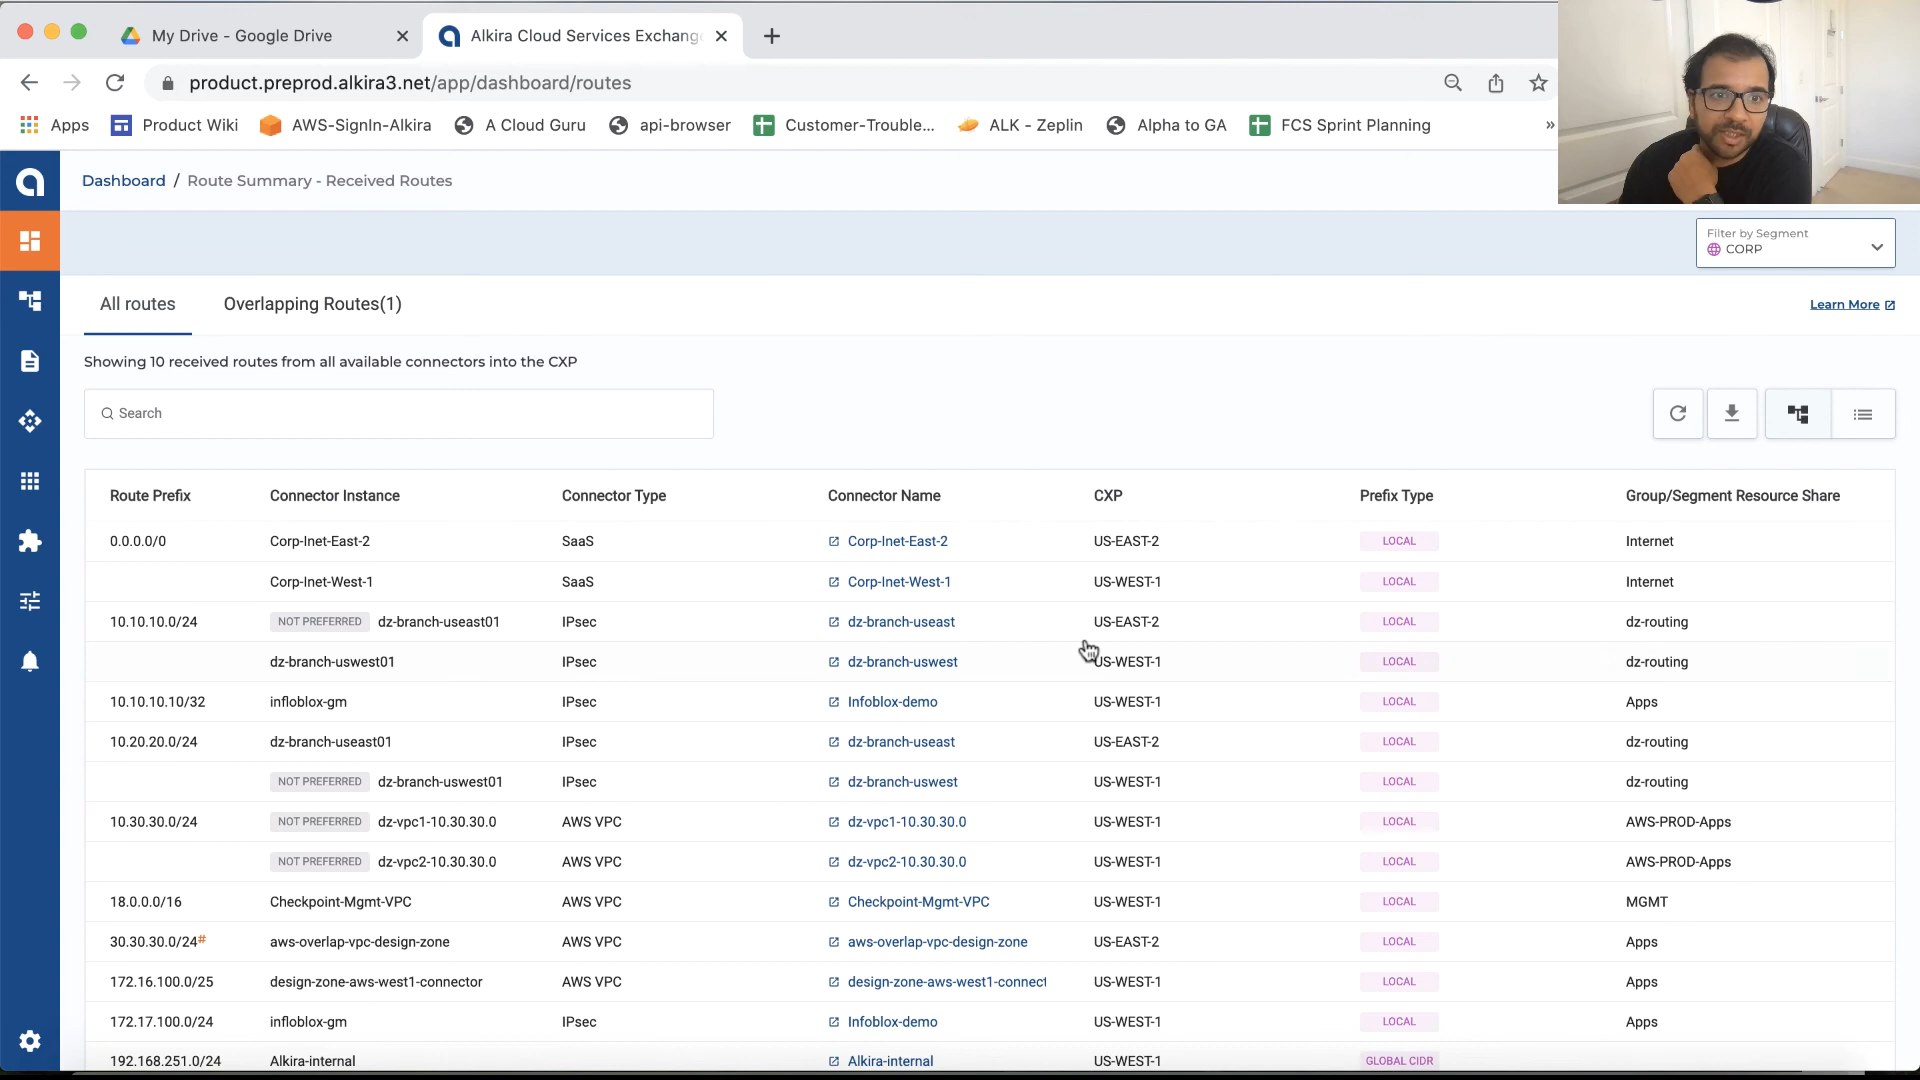 My Drive - Google Drive
Alkira Cloud Services Exchang
product.preprod.alkira3.net/app/dashboard/routes
Apps Product Wiki AWS-SignIn-Alkira A Cloud Guru api-browser Customer-Trouble... ALK - Zeplin Alpha to GA FCS Sprint Planning »
Dashboard / Route Summary - Received Routes
Filter by Segment
CORP
All routes Overlapping Routes(1) Learn More
Showing 10 received routes from all available connectors into the CXP
Search
Route Prefix Connector Instance Connector Type Connector Name CXP Prefix Type Group/Segment Resource Share
0.0.0.0/0 Corp-Inet-East-2 SaaS Corp-Inet-East-2 US-EAST-2 LOCAL Internet
Corp-Inet-West-1 SaaS Corp-Inet-West-1 US-WEST-1 LOCAL Internet
10.10.10.0/24 NOT PREFERRED dz-branch-useast01 IPsec dz-branch-useast US-EAST-2 LOCAL dz-routing
dz-branch-uswest01 IPsec dz-branch-uswest US-WEST-1 LOCAL dz-routing
10.10.10.10/32 infloblox-gm IPsec Infoblox-demo US-WEST-1 LOCAL Apps
10.20.20.0/24 dz-branch-useast01 IPsec dz-branch-useast US-EAST-2 LOCAL dz-routing
NOT PREFERRED dz-branch-uswest01 IPsec dz-branch-uswest US-WEST-1 LOCAL dz-routing
10.30.30.0/24 NOT PREFERRED dz-vpc1-10.30.30.0 AWS VPC dz-vpc1-10.30.30.0 US-WEST-1 LOCAL AWS-PROD-Apps
NOT PREFERRED dz-vpc2-10.30.30.0 AWS VPC dz-vpc2-10.30.30.0 US-WEST-1 LOCAL AWS-PROD-Apps
18.0.0.0/16 Checkpoint-Mgmt-VPC AWS VPC Checkpoint-Mgmt-VPC US-WEST-1 LOCAL MGMT
30.30.30.0/24# aws-overlap-vpc-design-zone AWS VPC aws-overlap-vpc-design-zone US-EAST-2 LOCAL Apps
172.16.100.0/25 design-zone-aws-west1-connector AWS VPC design-zone-aws-west1-connect US-WEST-1 LOCAL Apps
172.17.100.0/24 infloblox-gm IPsec Infoblox-demo US-WEST-1 LOCAL Apps
192.168.251.0/24 Alkira-internal Alkira-internal US-WEST-1 GLOBAL CIDR